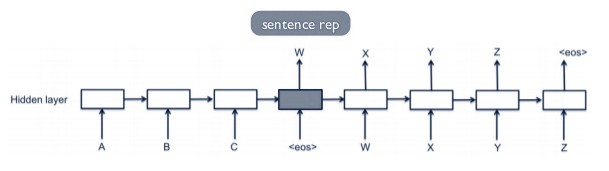 sentence rep
W X Y Z <eos>
Hidden layer
A B C <eos> W X Y Z